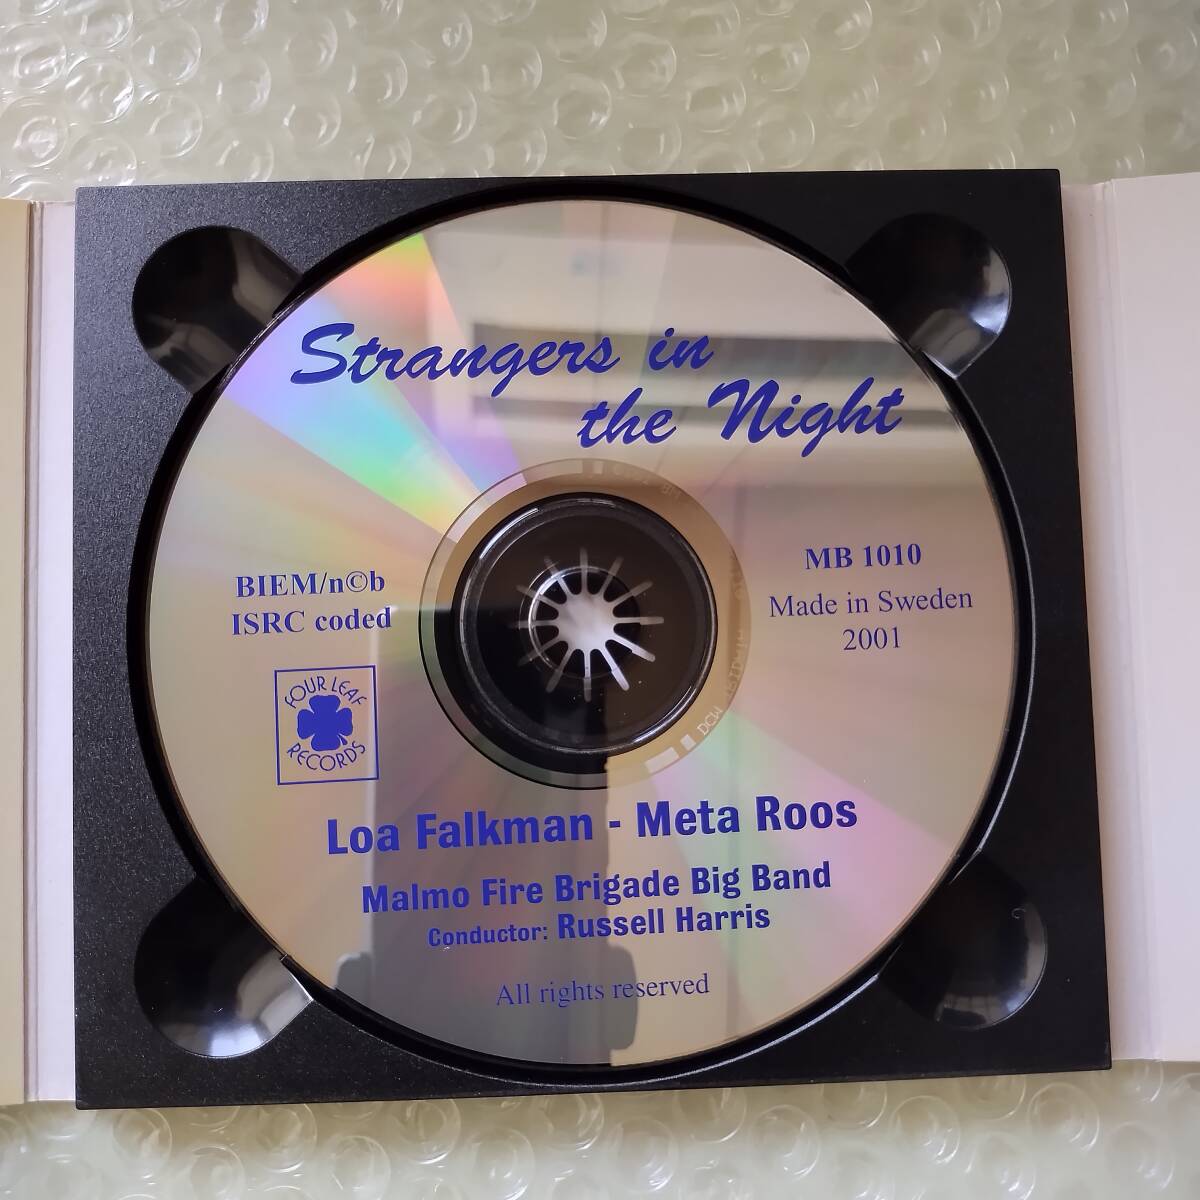 Strangers in
the Night
BIEM/n©b
ISRC coded
MB 1010
Made in Sweden
2001
FOUR LEAF
RECORDS
Loa Falkman - Meta Roos
Malmo Fire Brigade Big Band
Conductor: Russell Harris
All rights reserved